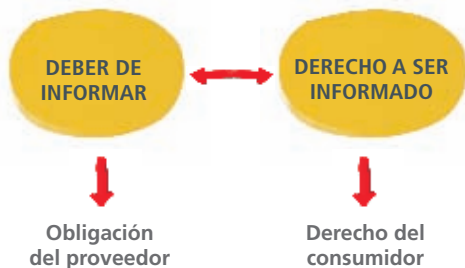 DEBER DE
INFORMAR
DERECHO A SER
INFORMADO
Obligación
del proveedor
Derecho del
consumidor